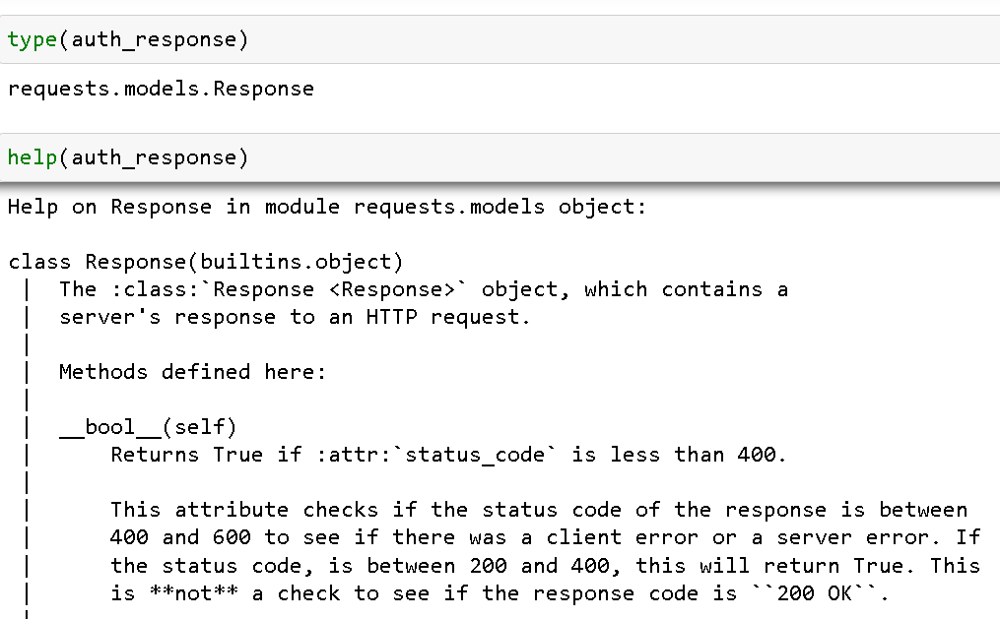 type(auth_response)
requests.models.Response
help(auth_response)
Help on Response in module requests.models object:
class Response(builtins.object)
 |  The :class:`Response <Response>` object, which contains a
 |  server's response to an HTTP request.
 |
 |  Methods defined here:
 |
 |  __bool__(self)
 |      Returns True if :attr:`status_code` is less than 400.
 |
 |      This attribute checks if the status code of the response is between
 |      400 and 600 to see if there was a client error or a server error. If
 |      the status code, is between 200 and 400, this will return True. This
 |      is **not** a check to see if the response code is ``200 OK``.
 |